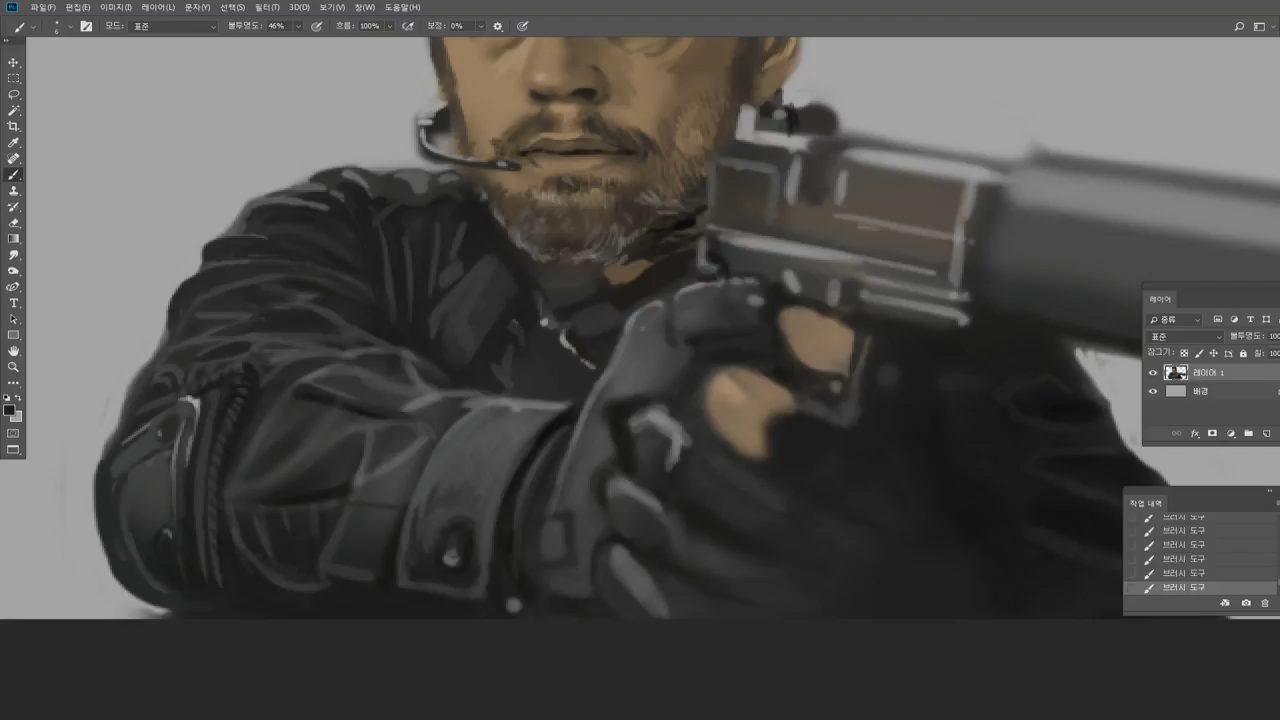 Ps 파일(F) 편집(E) 이미지(I) 레이어(L) 문자(Y) 선택(S) 필터(T) 3D(D) 보기(V) 창(W) 도움말(H)
6 모드: 표준 불투명도: 46% 흐름: 100% 보정: 0%
레이어
종류
표준 불투명도: 100
잠그기: 칠: 100
레이어 1
배경
작업 내역
브러시 도구
브러시 도구
브러시 도구
브러시 도구
브러시 도구
브러시 도구